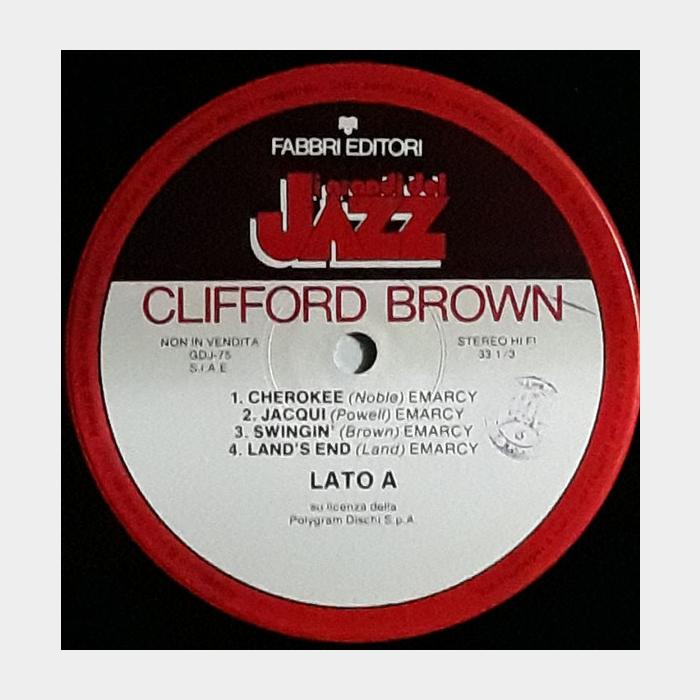 FABBRI EDITORI
i grandi del
JAZZ
CLIFFORD BROWN
NON IN VENDITA
GDJ-75
S.I.A.E
STEREO HI FI
33 1/3
1. CHEROKEE (Noble) EMARCY
2. JACQUI (Powell) EMARCY
3. SWINGIN' (Brown) EMARCY
4. LAND'S END (Land) EMARCY
LATO A
su licenza della
Polygram Dischi S.p.A.